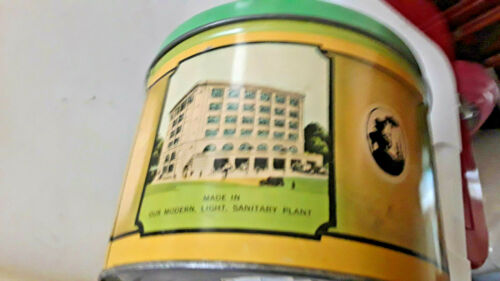 MADE IN
OUR MODERN, LIGHT, SANITARY PLANT